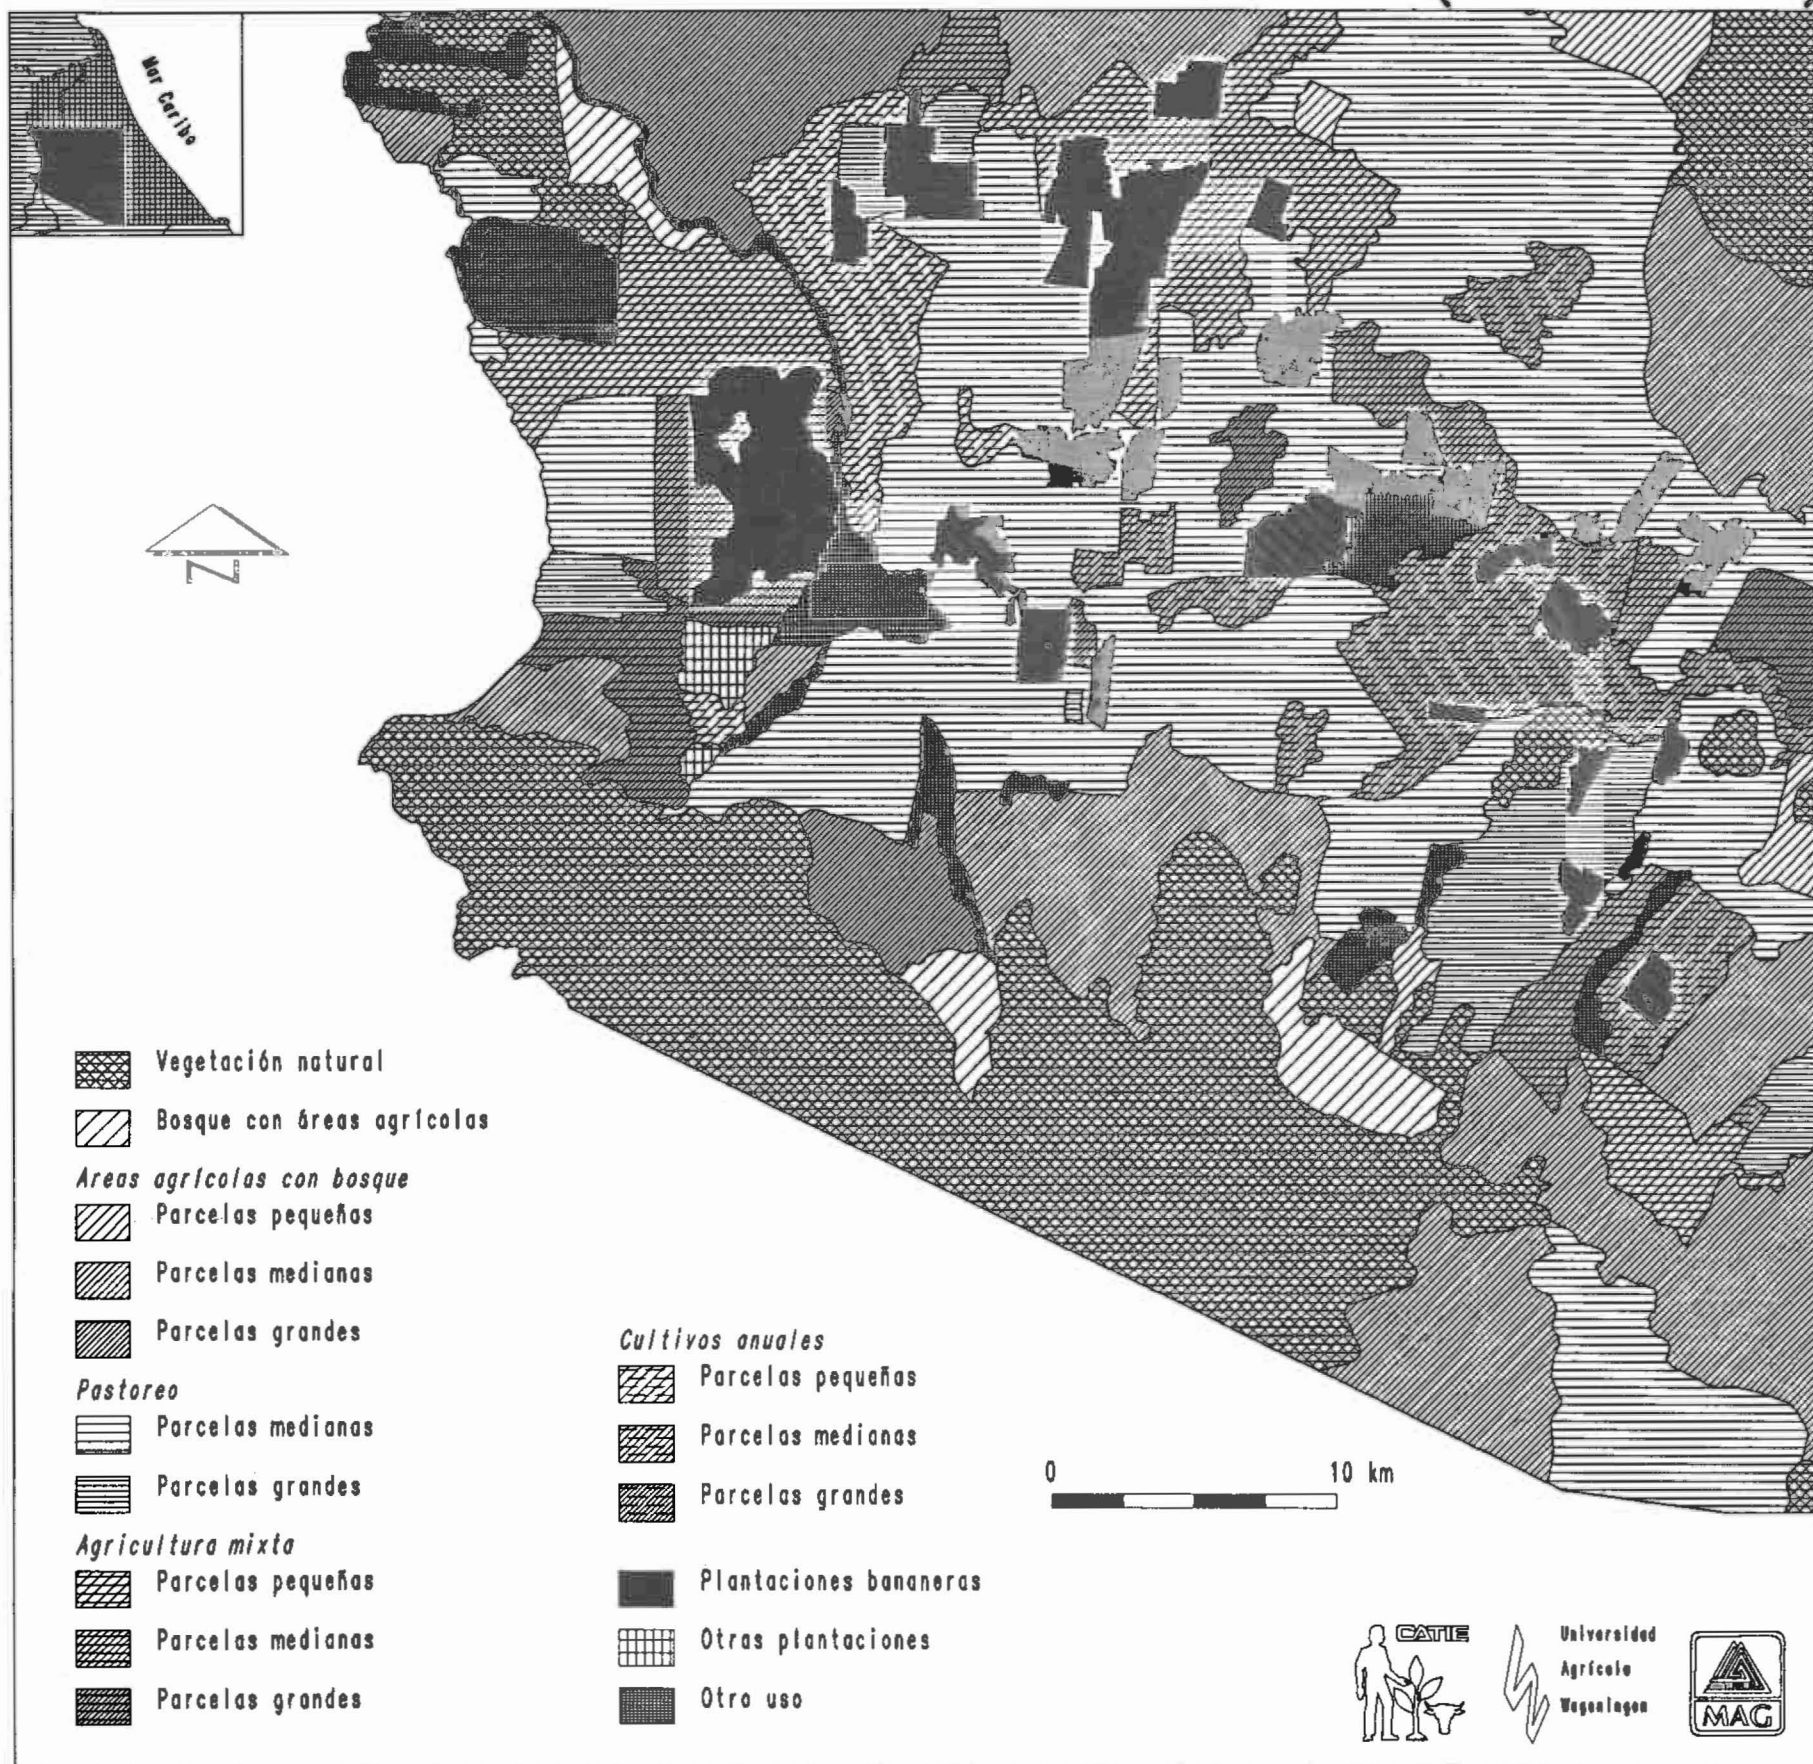 Mar Caribe
N
Vegetación natural
Bosque con áreas agrícolas
Areas agrícolas con bosque
Parcelas pequeñas
Parcelas medianas
Parcelas grandes
Pastoreo
Parcelas medianas
Parcelas grandes
Agricultura mixta
Parcelas pequeñas
Parcelas medianas
Parcelas grandes
Cultivos anuales
Parcelas pequeñas
Parcelas medianas
Parcelas grandes
Plantaciones bananeras
Otras plantaciones
Otro uso
0 10 km
CATIE
Universidad
Agrícola
Wageningen
MAG